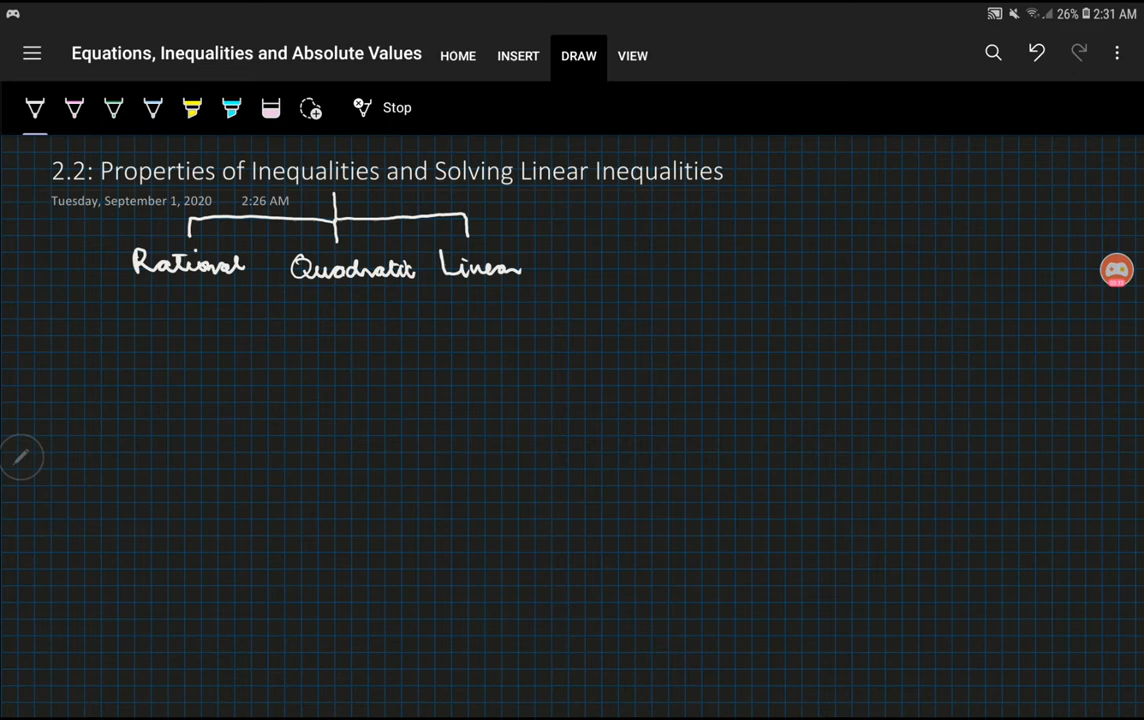 26% 2:31 AM
Equations, Inequalities and Absolute Values HOME INSERT DRAW VIEW
Stop
2.2: Properties of Inequalities and Solving Linear Inequalities
Tuesday, September 1, 2020 2:26 AM
Rational Quadratic Linear